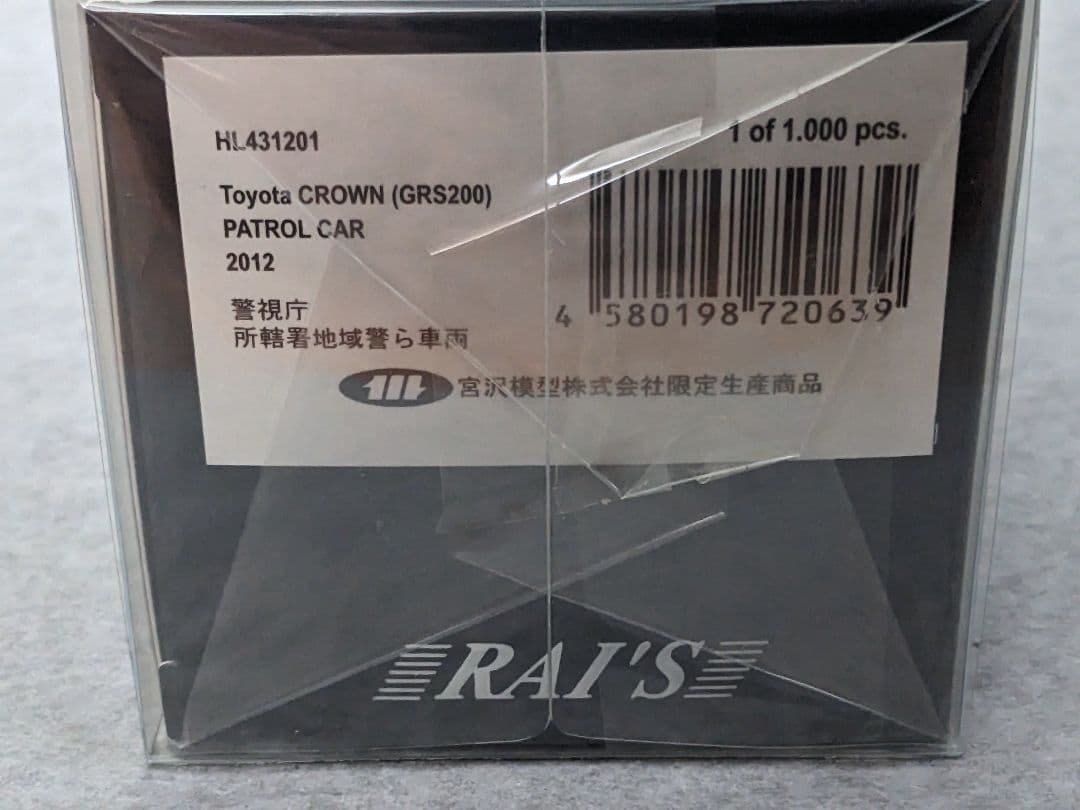 HL431201
1 of 1.000 pcs.
Toyota CROWN (GRS200)
PATROL CAR
2012
警視庁
所轄署地域警ら車両
4 580198 720639
宮沢模型株式会社限定生産商品
RAI'S